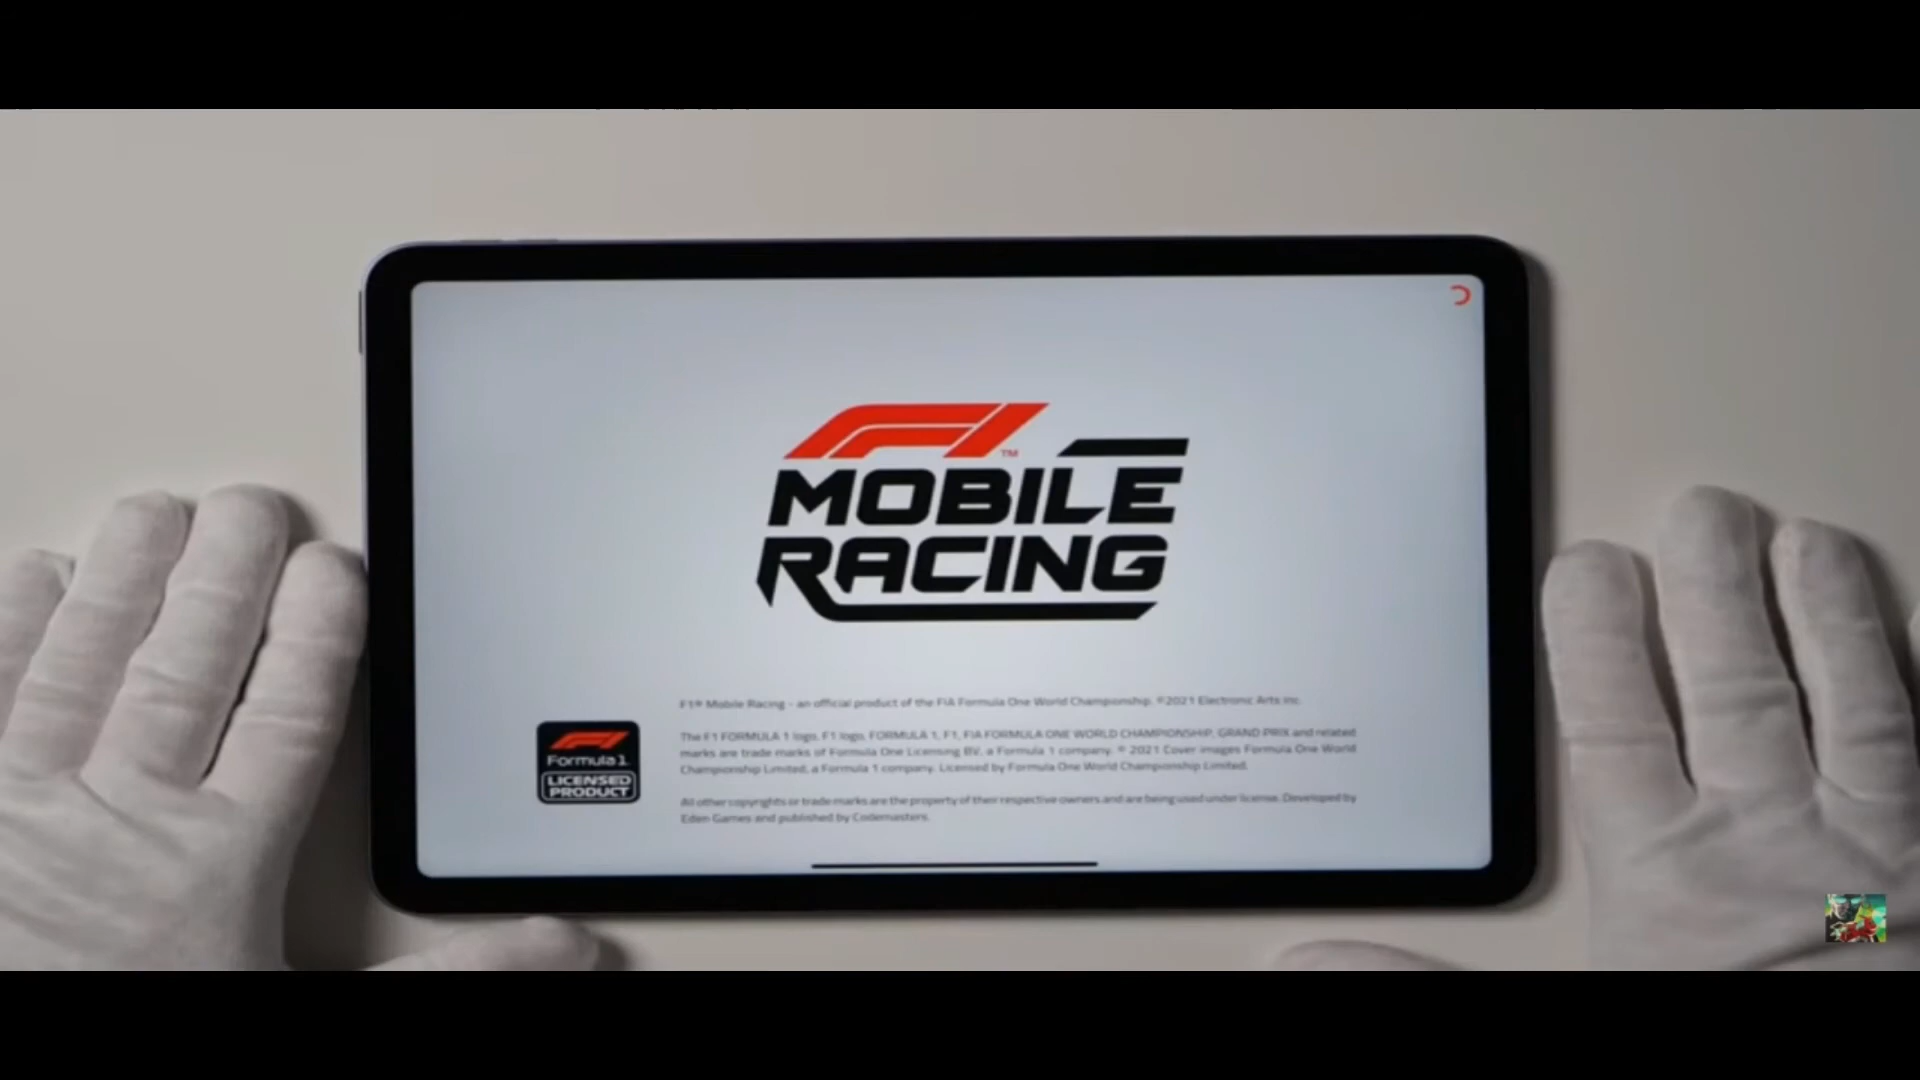 F1™
MOBILE
RACING
F1® Mobile Racing - an official product of the FIA Formula One World Championship. ©2021 Electronic Arts Inc.
The F1 FORMULA 1 logo, F1 logo, FORMULA 1, F1, FIA FORMULA ONE WORLD CHAMPIONSHIP, GRAND PRIX and related
marks are trade marks of Formula One Licensing BV, a Formula 1 company. © 2021 Cover images Formula One World
Championship Limited, a Formula 1 company. Licensed by Formula One World Championship Limited.
All other copyrights or trade marks are the property of their respective owners and are being used under license. Developed by
Eden Games and published by Codemasters.
F1
Formula 1
LICENSED
PRODUCT